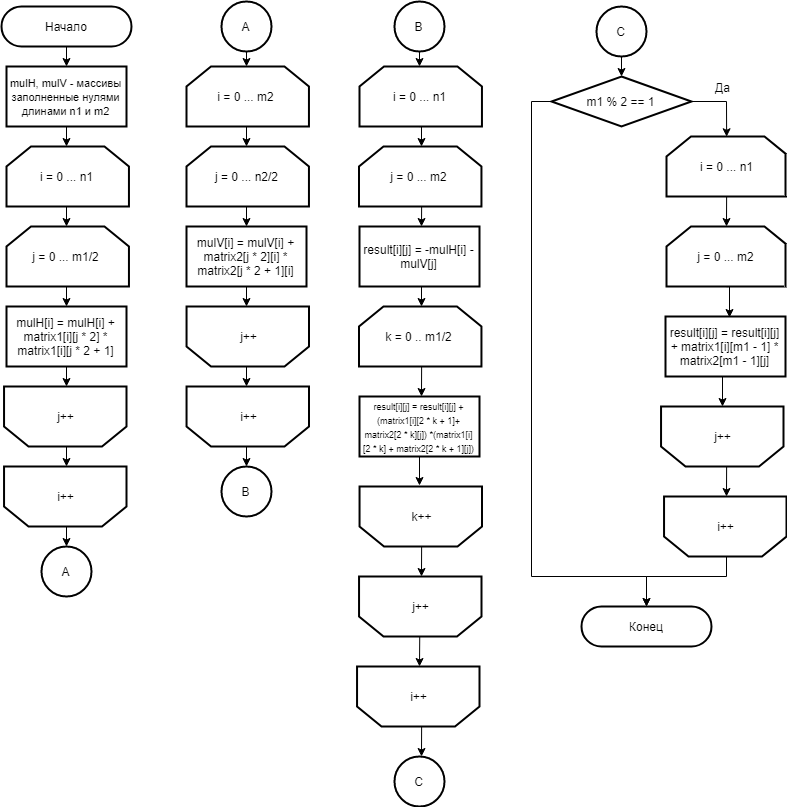 Начало
mulH, mulV - массивы
заполненные нулями
длинами n1 и m2
i = 0 ... n1
j = 0 ... m1/2
mulH[i] = mulH[i] +
matrix1[i][j * 2] *
matrix1[i][j * 2 + 1]
j++
i++
A
A
i = 0 ... m2
j = 0 ... n2/2
mulV[i] = mulV[i] +
matrix2[j * 2][i] *
matrix2[j * 2 + 1][i]
j++
i++
B
B
i = 0 ... n1
j = 0 ... m2
result[i][j] = -mulH[i] -
mulV[j]
k = 0 .. m1/2
result[i][j] = result[i][j] +
(matrix1[i][2 * k + 1]+
matrix2[2 * k][j]) *(matrix1[i]
[2 * k] + matrix2[2 * k + 1][j])
k++
j++
i++
C
C
m1 % 2 == 1
Да
i = 0 ... n1
j = 0 ... m2
result[i][j] = result[i][j]
+ matrix1[i][m1 - 1] *
matrix2[m1 - 1][j]
j++
i++
Конец